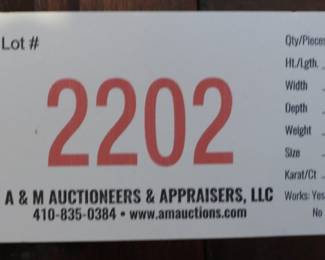 Lot #
2202
A & M AUCTIONEERS & APPRAISERS, LLC
410-835-0384 • www.amauctions.com
Qty/Pieces
Ht./Lgth.
Width
Depth
Weight
Size
Karat/Ct
Works: Yes
No